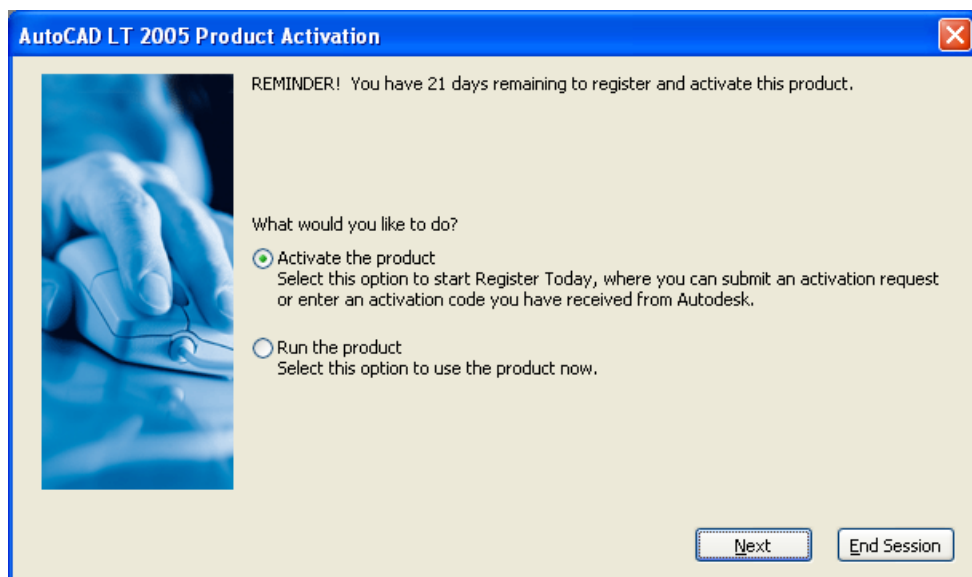 AutoCAD LT 2005 Product Activation
REMINDER!  You have 21 days remaining to register and activate this product.
What would you like to do?
Activate the product
Select this option to start Register Today, where you can submit an activation request
or enter an activation code you have received from Autodesk.
Run the product
Select this option to use the product now.
Next
End Session